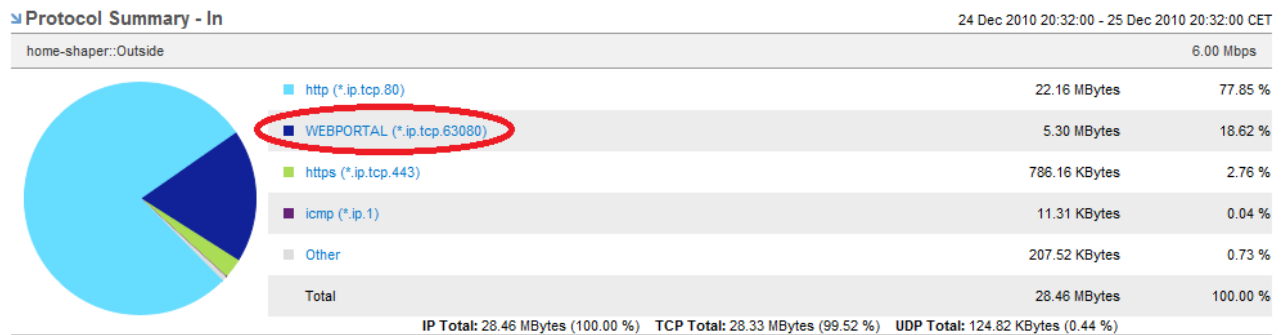 Protocol Summary - In 24 Dec 2010 20:32:00 - 25 Dec 2010 20:32:00 CET
home-shaper::Outside 6.00 Mbps
http (*.ip.tcp.80) 22.16 MBytes 77.85 %
WEBPORTAL (*.ip.tcp.63080) 5.30 MBytes 18.62 %
https (*.ip.tcp.443) 786.16 KBytes 2.76 %
icmp (*.ip.1) 11.31 KBytes 0.04 %
Other 207.52 KBytes 0.73 %
Total 28.46 MBytes 100.00 %
IP Total: 28.46 MBytes (100.00 %) TCP Total: 28.33 MBytes (99.52 %) UDP Total: 124.82 KBytes (0.44 %)